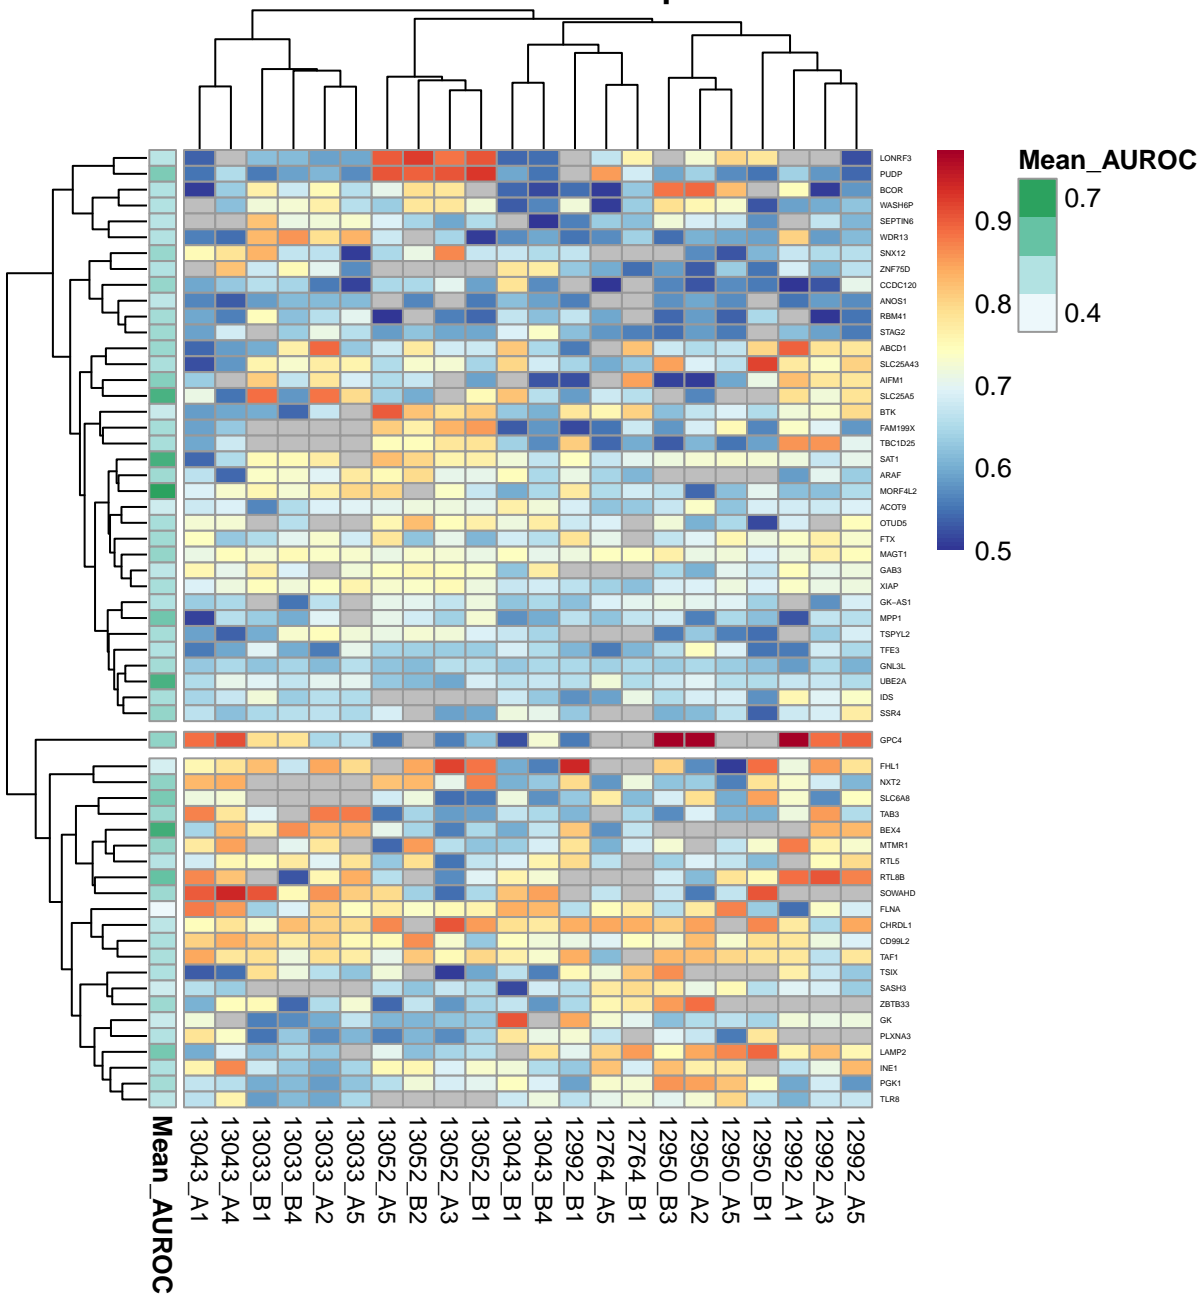 Mean_AUROC
0.7
0.4
0.9
0.8
0.7
0.6
0.5
LONRF3
PUDP
BCOR
WASH6P
SEPTIN6
WDR13
SNX12
ZNF75D
CCDC120
ANOS1
RBM41
STAG2
ABCD1
SLC25A43
AIFM1
SLC25A5
BTK
FAM199X
TBC1D25
SAT1
ARAF
MORF4L2
ACOT9
OTUD5
FTX
MAGT1
GAB3
XIAP
GK−AS1
MPP1
TSPYL2
TFE3
GNL3L
UBE2A
IDS
SSR4
GPC4
FHL1
NXT2
SLC6A8
TAB3
BEX4
MTMR1
RTL5
RTL8B
SOWAHD
FLNA
CHRDL1
CD99L2
TAF1
TSIX
SASH3
ZBTB33
GK
PLXNA3
LAMP2
INE1
PGK1
TLR8
Mean_AUROC
13043_A1
13043_A4
13033_B1
13033_B4
13033_A2
13033_A5
13052_A5
13052_B2
13052_A3
13052_B1
13043_B1
13043_B4
12992_B1
12764_A5
12764_B1
12950_B3
12950_A2
12950_A5
12950_B1
12992_A1
12992_A3
12992_A5